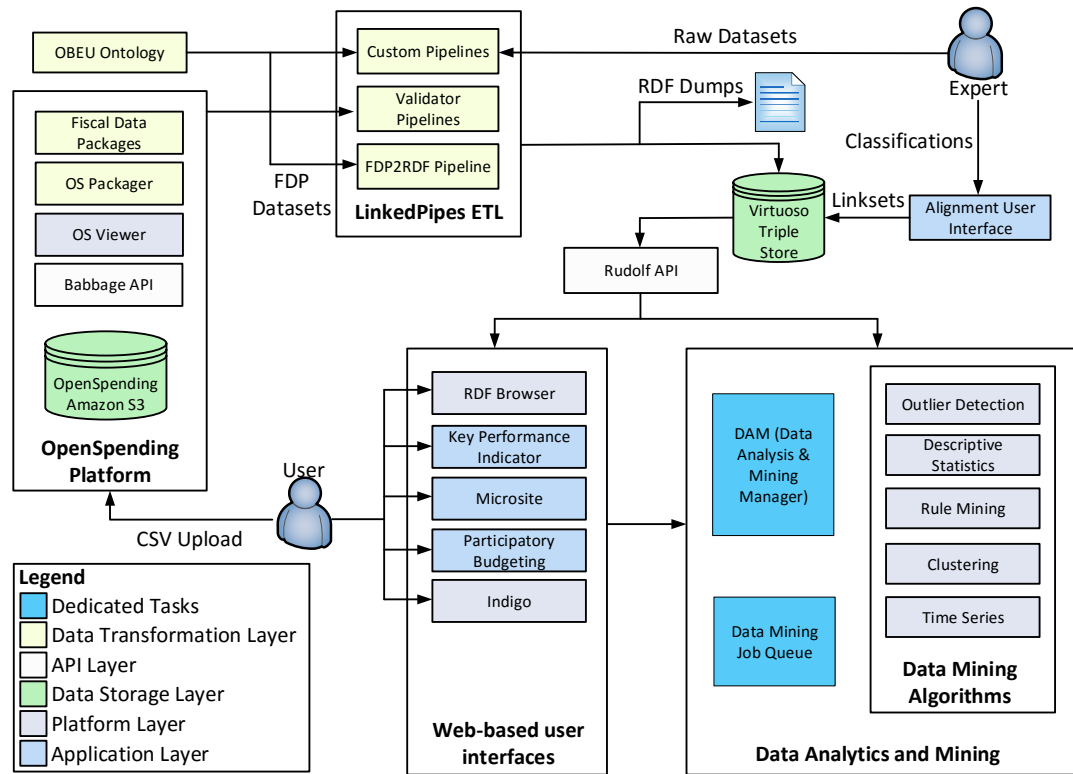 OBEU Ontology
Custom Pipelines
Validator
Pipelines
FDP2RDF Pipeline
LinkedPipes ETL
Raw Datasets
Expert
RDF Dumps
Classifications
Fiscal Data
Packages
OS Packager
OS Viewer
Babbage API
OpenSpending
Amazon S3
OpenSpending
Platform
FDP
Datasets
Virtuoso
Triple
Store
Linksets
Alignment User
Interface
Rudolf API
User
CSV Upload
RDF Browser
Key Performance
Indicator
Microsite
Participatory
Budgeting
Indigo
Web-based user
interfaces
DAM (Data
Analysis &
Mining
Manager)
Data Mining
Job Queue
Outlier Detection
Descriptive
Statistics
Rule Mining
Clustering
Time Series
Data Mining
Algorithms
Data Analytics and Mining
Legend
Dedicated Tasks
Data Transformation Layer
API Layer
Data Storage Layer
Platform Layer
Application Layer